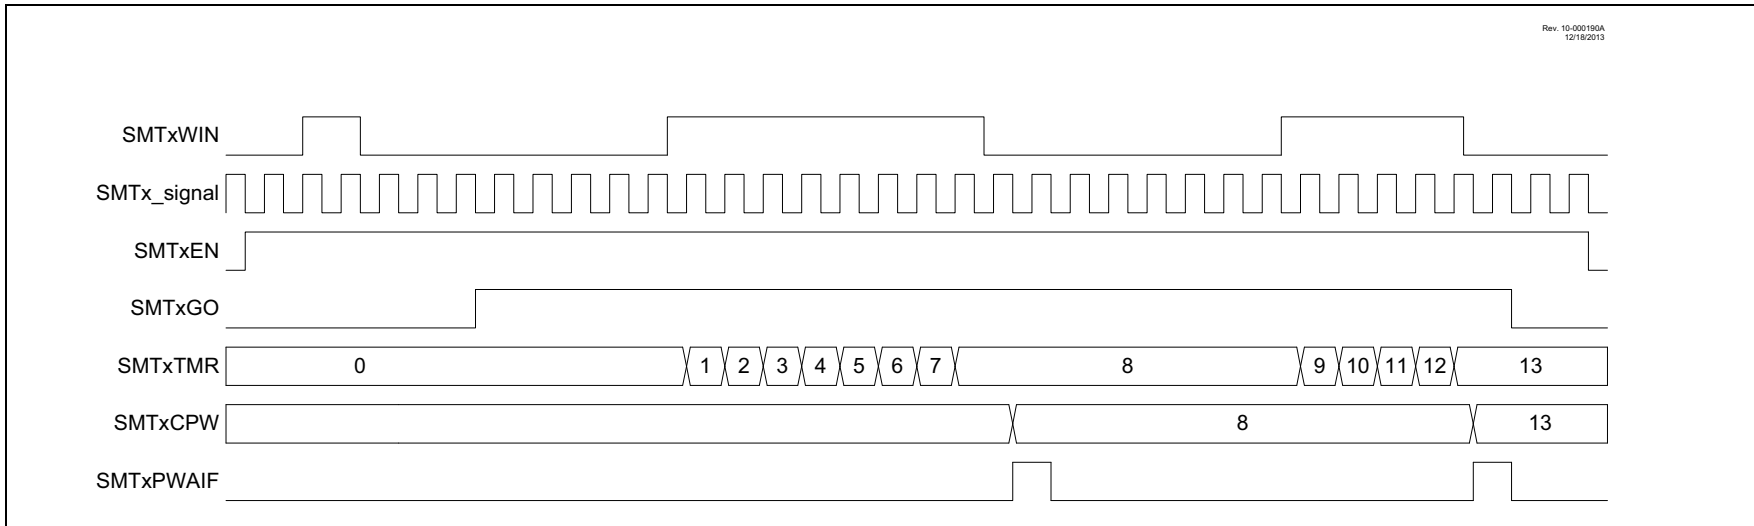 Rev. 10-000190A
12/18/2013
SMTxWIN
SMTx_signal
SMTxEN
SMTxGO
SMTxTMR 0 1 2 3 4 5 6 7 8 9 10 11 12 13
SMTxCPW 8 13
SMTxPWAIF